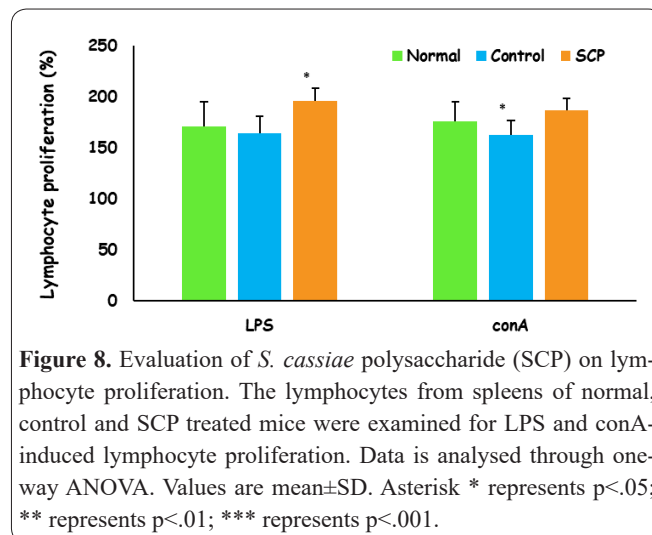 250
Normal Control SCP
200
150
100
50
0
Lymphocyte proliferation (%)
*
*
LPS conA
Figure 8. Evaluation of S. cassiae polysaccharide (SCP) on lym-
phocyte proliferation. The lymphocytes from spleens of normal,
control and SCP treated mice were examined for LPS and conA-
induced lymphocyte proliferation. Data is analysed through one-
way ANOVA. Values are mean±SD. Asterisk * represents p<.05;
** represents p<.01; *** represents p<.001.